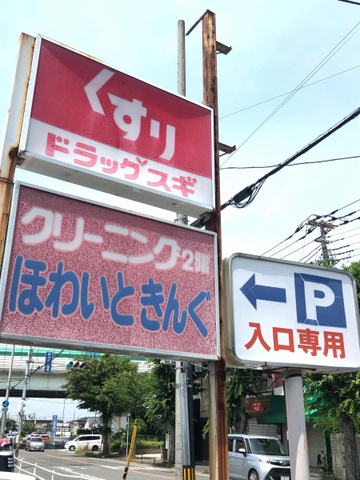 くすり
ドラッグスギ
クリーニング2階
ほわいときんぐ
P
入口専用